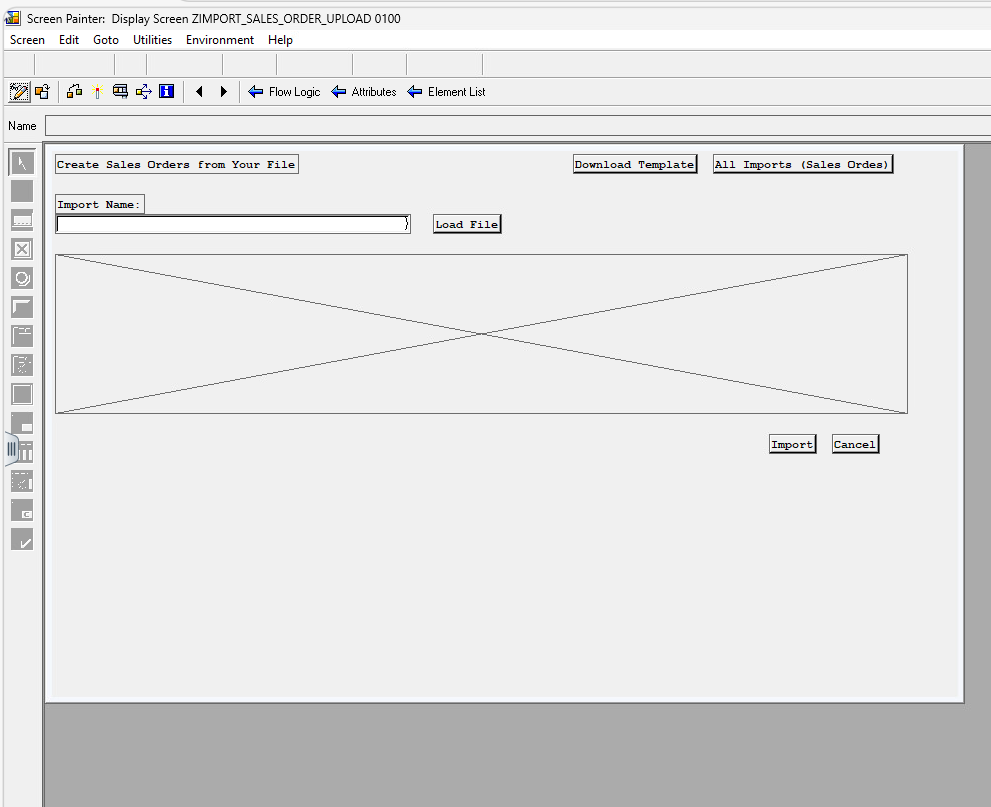 Screen Painter: Display Screen ZIMPORT_SALES_ORDER_UPLOAD 0100
Screen Edit Goto Utilities Environment Help
Flow Logic Attributes Element List
Name
Create Sales Orders from Your File Download Template All Imports (Sales Ordes)
Import Name:
Load File
Import Cancel